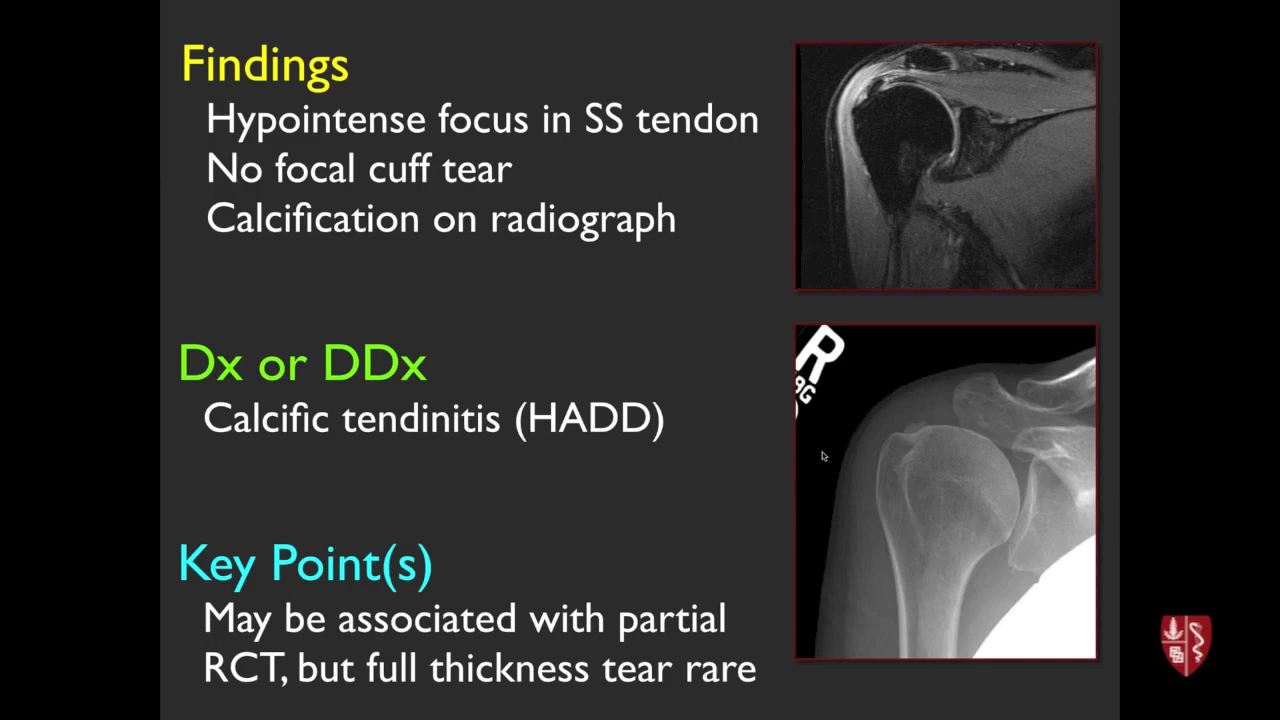 Findings
Hypointense focus in SS tendon
No focal cuff tear
Calcification on radiograph
Dx or DDx
Calcific tendinitis (HADD)
Key Point(s)
May be associated with partial
RCT, but full thickness tear rare
R